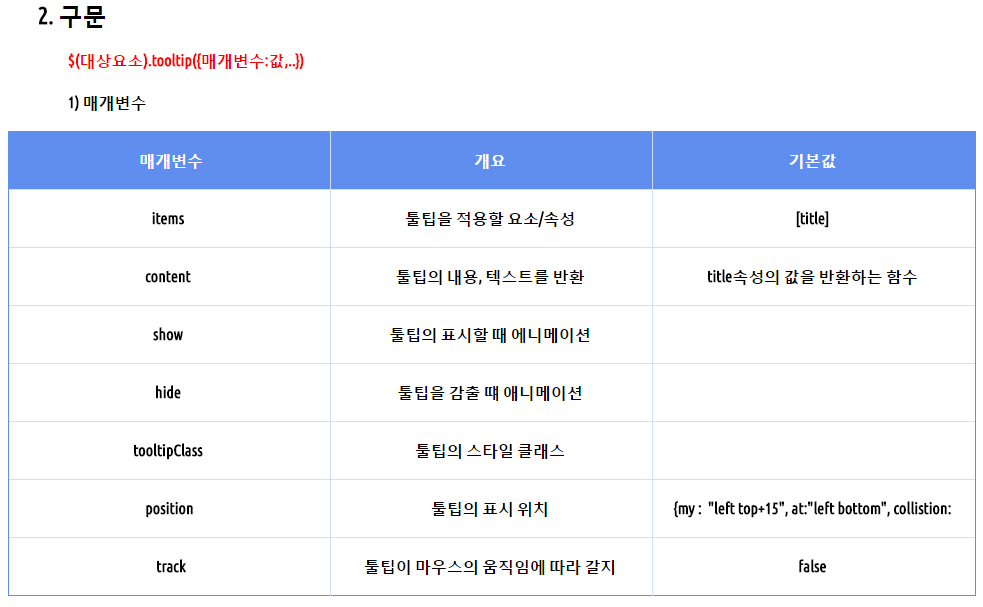 2. 구문
$(대상요소).tooltip({매개변수:값,..})
1) 매개변수
매개변수 개요 기본값
items 툴팁을 적용할 요소/속성 [title]
content 툴팁의 내용, 텍스트를 반환 title속성의 값을 반환하는 함수
show 툴팁의 표시할 때 에니메이션
hide 툴팁을 감출 떄 애니메이션
tooltipClass 툴팁의 스타일 클래스
position 툴팁의 표시 위치 {my : "left top+15", at:"left bottom", collistion:
track 툴팁이 마우스의 움직임에 따라 갈지 false